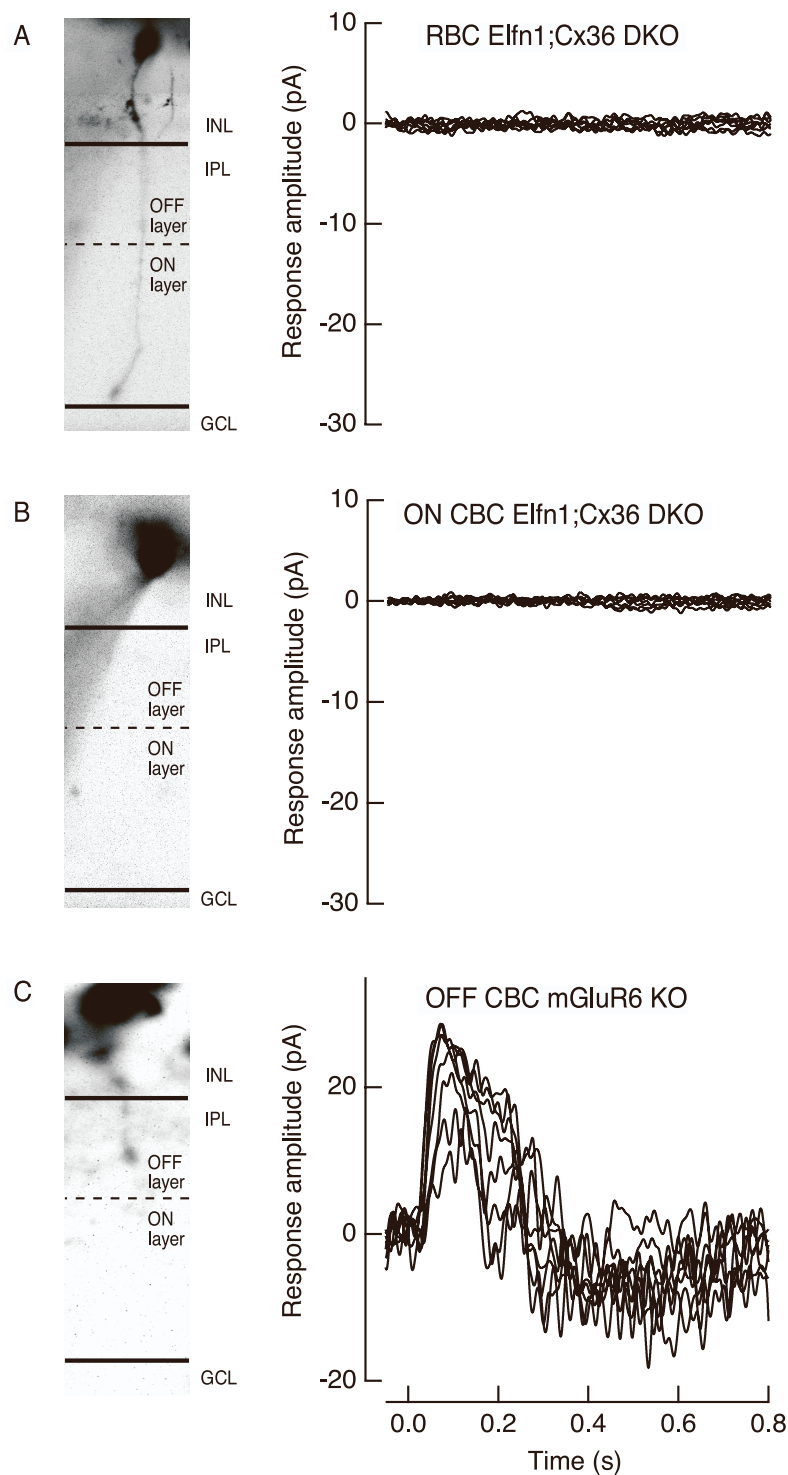 A
INL
IPL
OFF
layer
ON
layer
GCL
Response amplitude (pA)
10
0
-10
-20
-30
RBC Elfn1;Cx36 DKO
B
INL
IPL
OFF
layer
ON
layer
GCL
Response amplitude (pA)
10
0
-10
-20
-30
ON CBC Elfn1;Cx36 DKO
C
INL
IPL
OFF
layer
ON
layer
GCL
Response amplitude (pA)
20
0
-20
OFF CBC mGluR6 KO
0.0 0.2 0.4 0.6 0.8
Time (s)